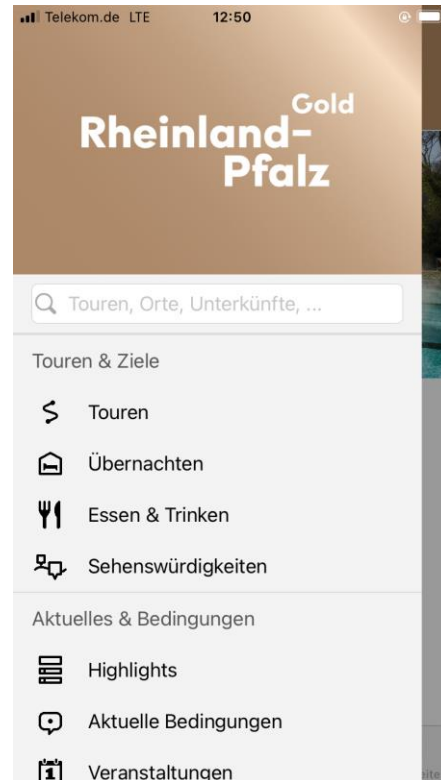 Telekom.de LTE 12:50
Gold
Rheinland-
Pfalz
Touren, Orte, Unterkünfte, ...
Touren & Ziele
Touren
Übernachten
Essen & Trinken
Sehenswürdigkeiten
Aktuelles & Bedingungen
Highlights
Aktuelle Bedingungen
1 Veranstaltungen